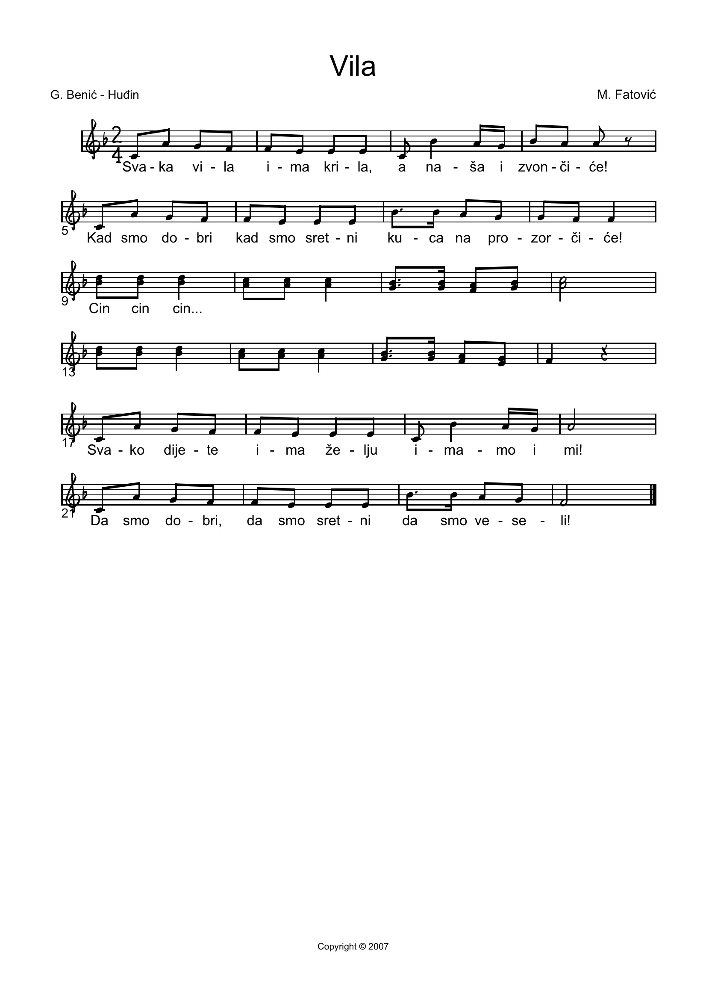 Vila
G. Benić - Huđin
M. Fatović
2
4
Sva - ka vi - la i - ma kri - la, a na - ša i zvon - či - će!
5
Kad smo do - bri kad smo sret - ni ku - ca na pro - zor - či - će!
9
Cin cin cin...
13
17
Sva - ko dije - te i - ma že - lju i - ma - mo i mi!
21
Da smo do - bri, da smo sret - ni da smo ve - se - li!
Copyright © 2007